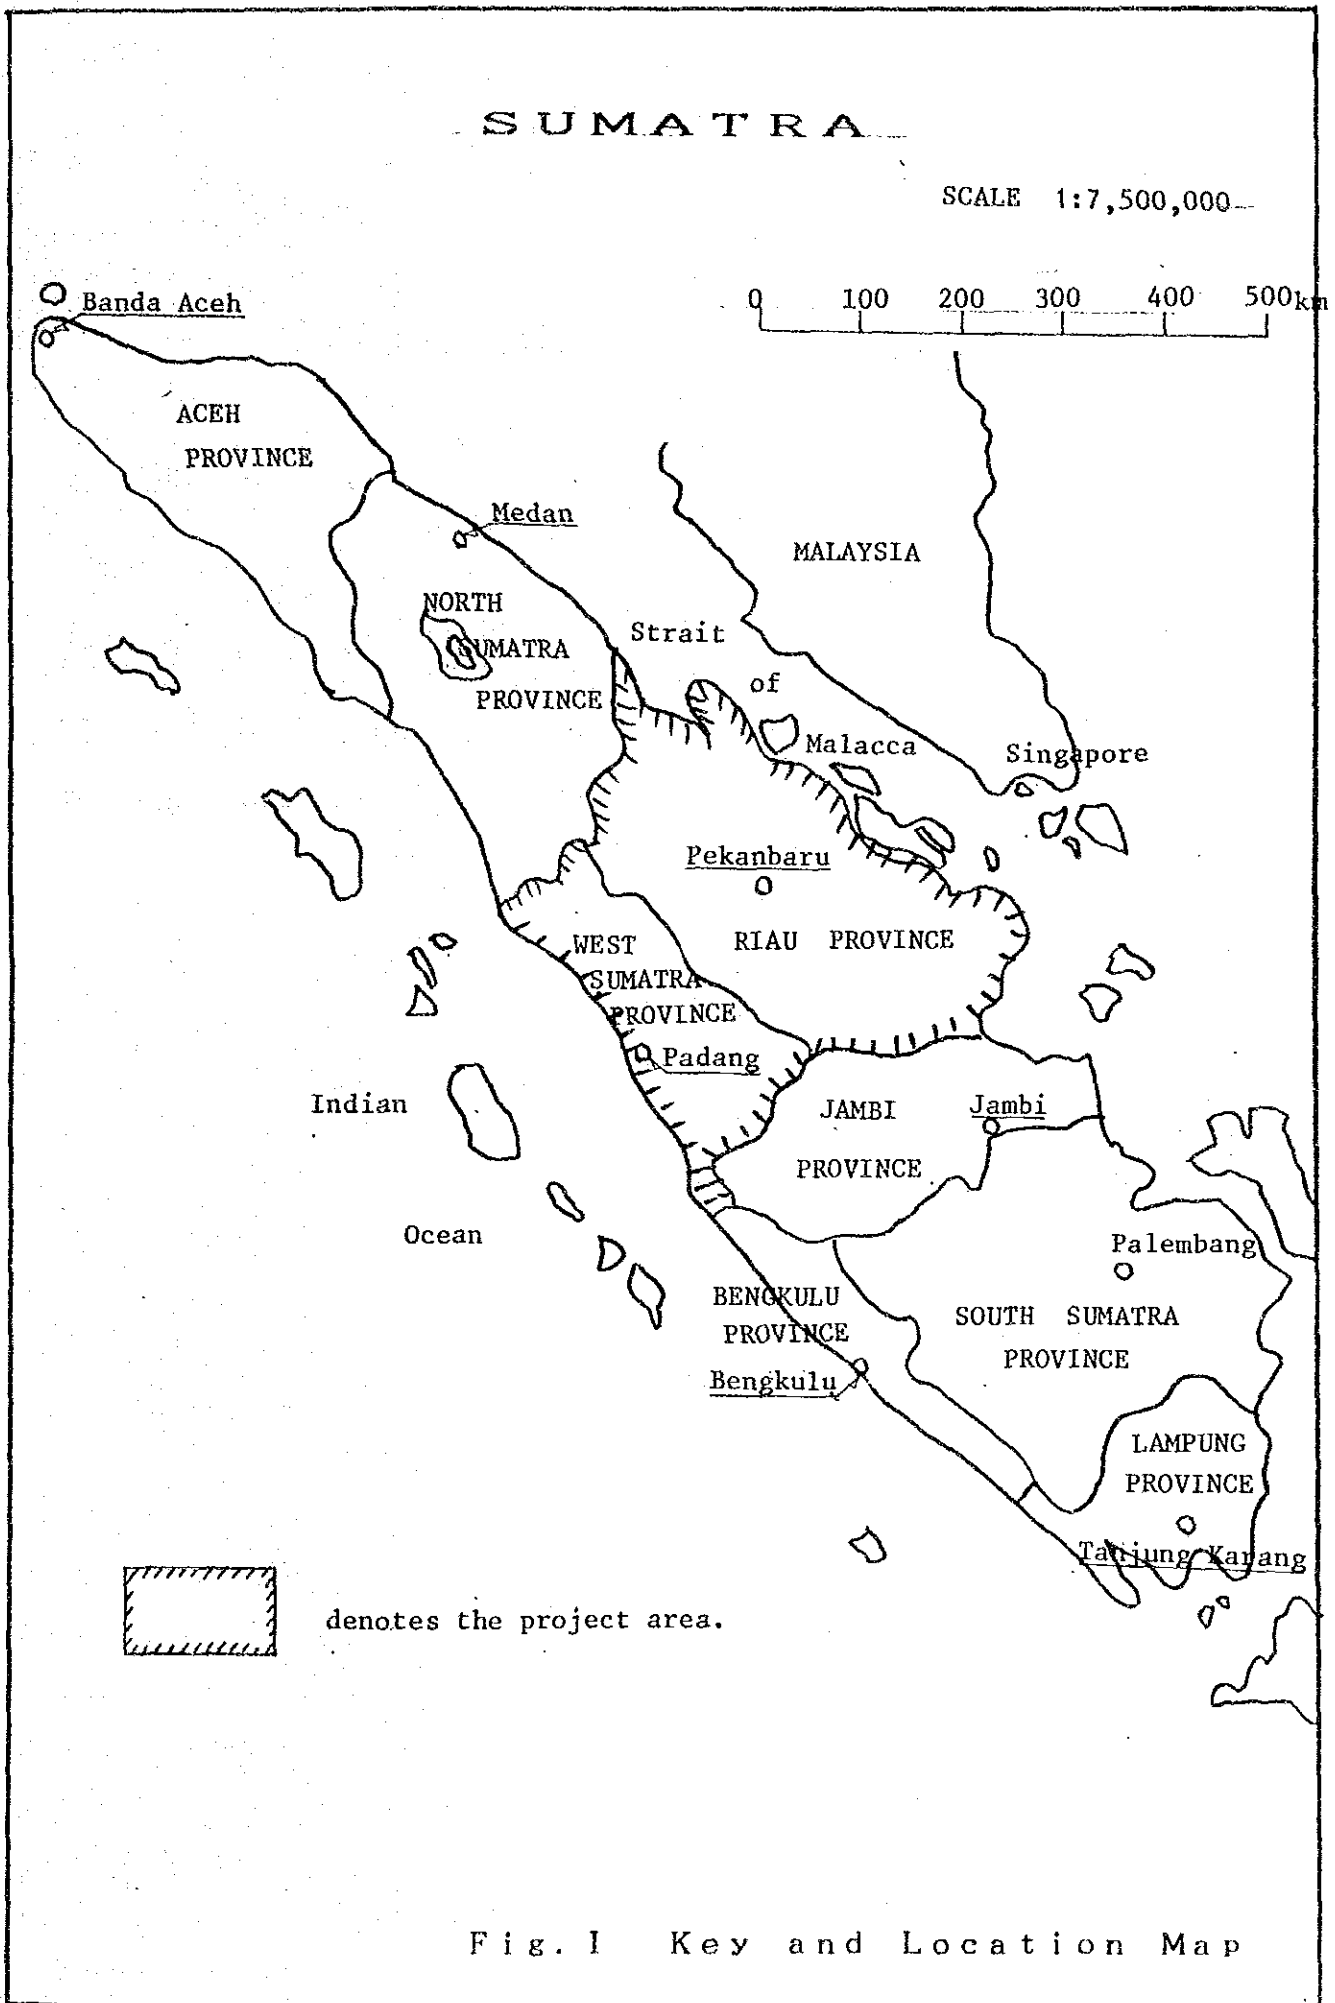 SUMATRA
SCALE 1:7,500,000
0 100 200 300 400 500km
Banda Aceh
ACEH
PROVINCE
Medan
MALAYSIA
NORTH
SUMATRA
PROVINCE
Strait
of
Malacca
Singapore
Pekanbaru
RIAU PROVINCE
WEST
SUMATRA
PROVINCE
Padang
Indian
Ocean
JAMBI
PROVINCE
Jambi
Palembang
BENGKULU
PROVINCE
Bengkulu
SOUTH SUMATRA
PROVINCE
LAMPUNG
PROVINCE
Tanjung Karang
denotes the project area.
Fig. I Key and Location Map